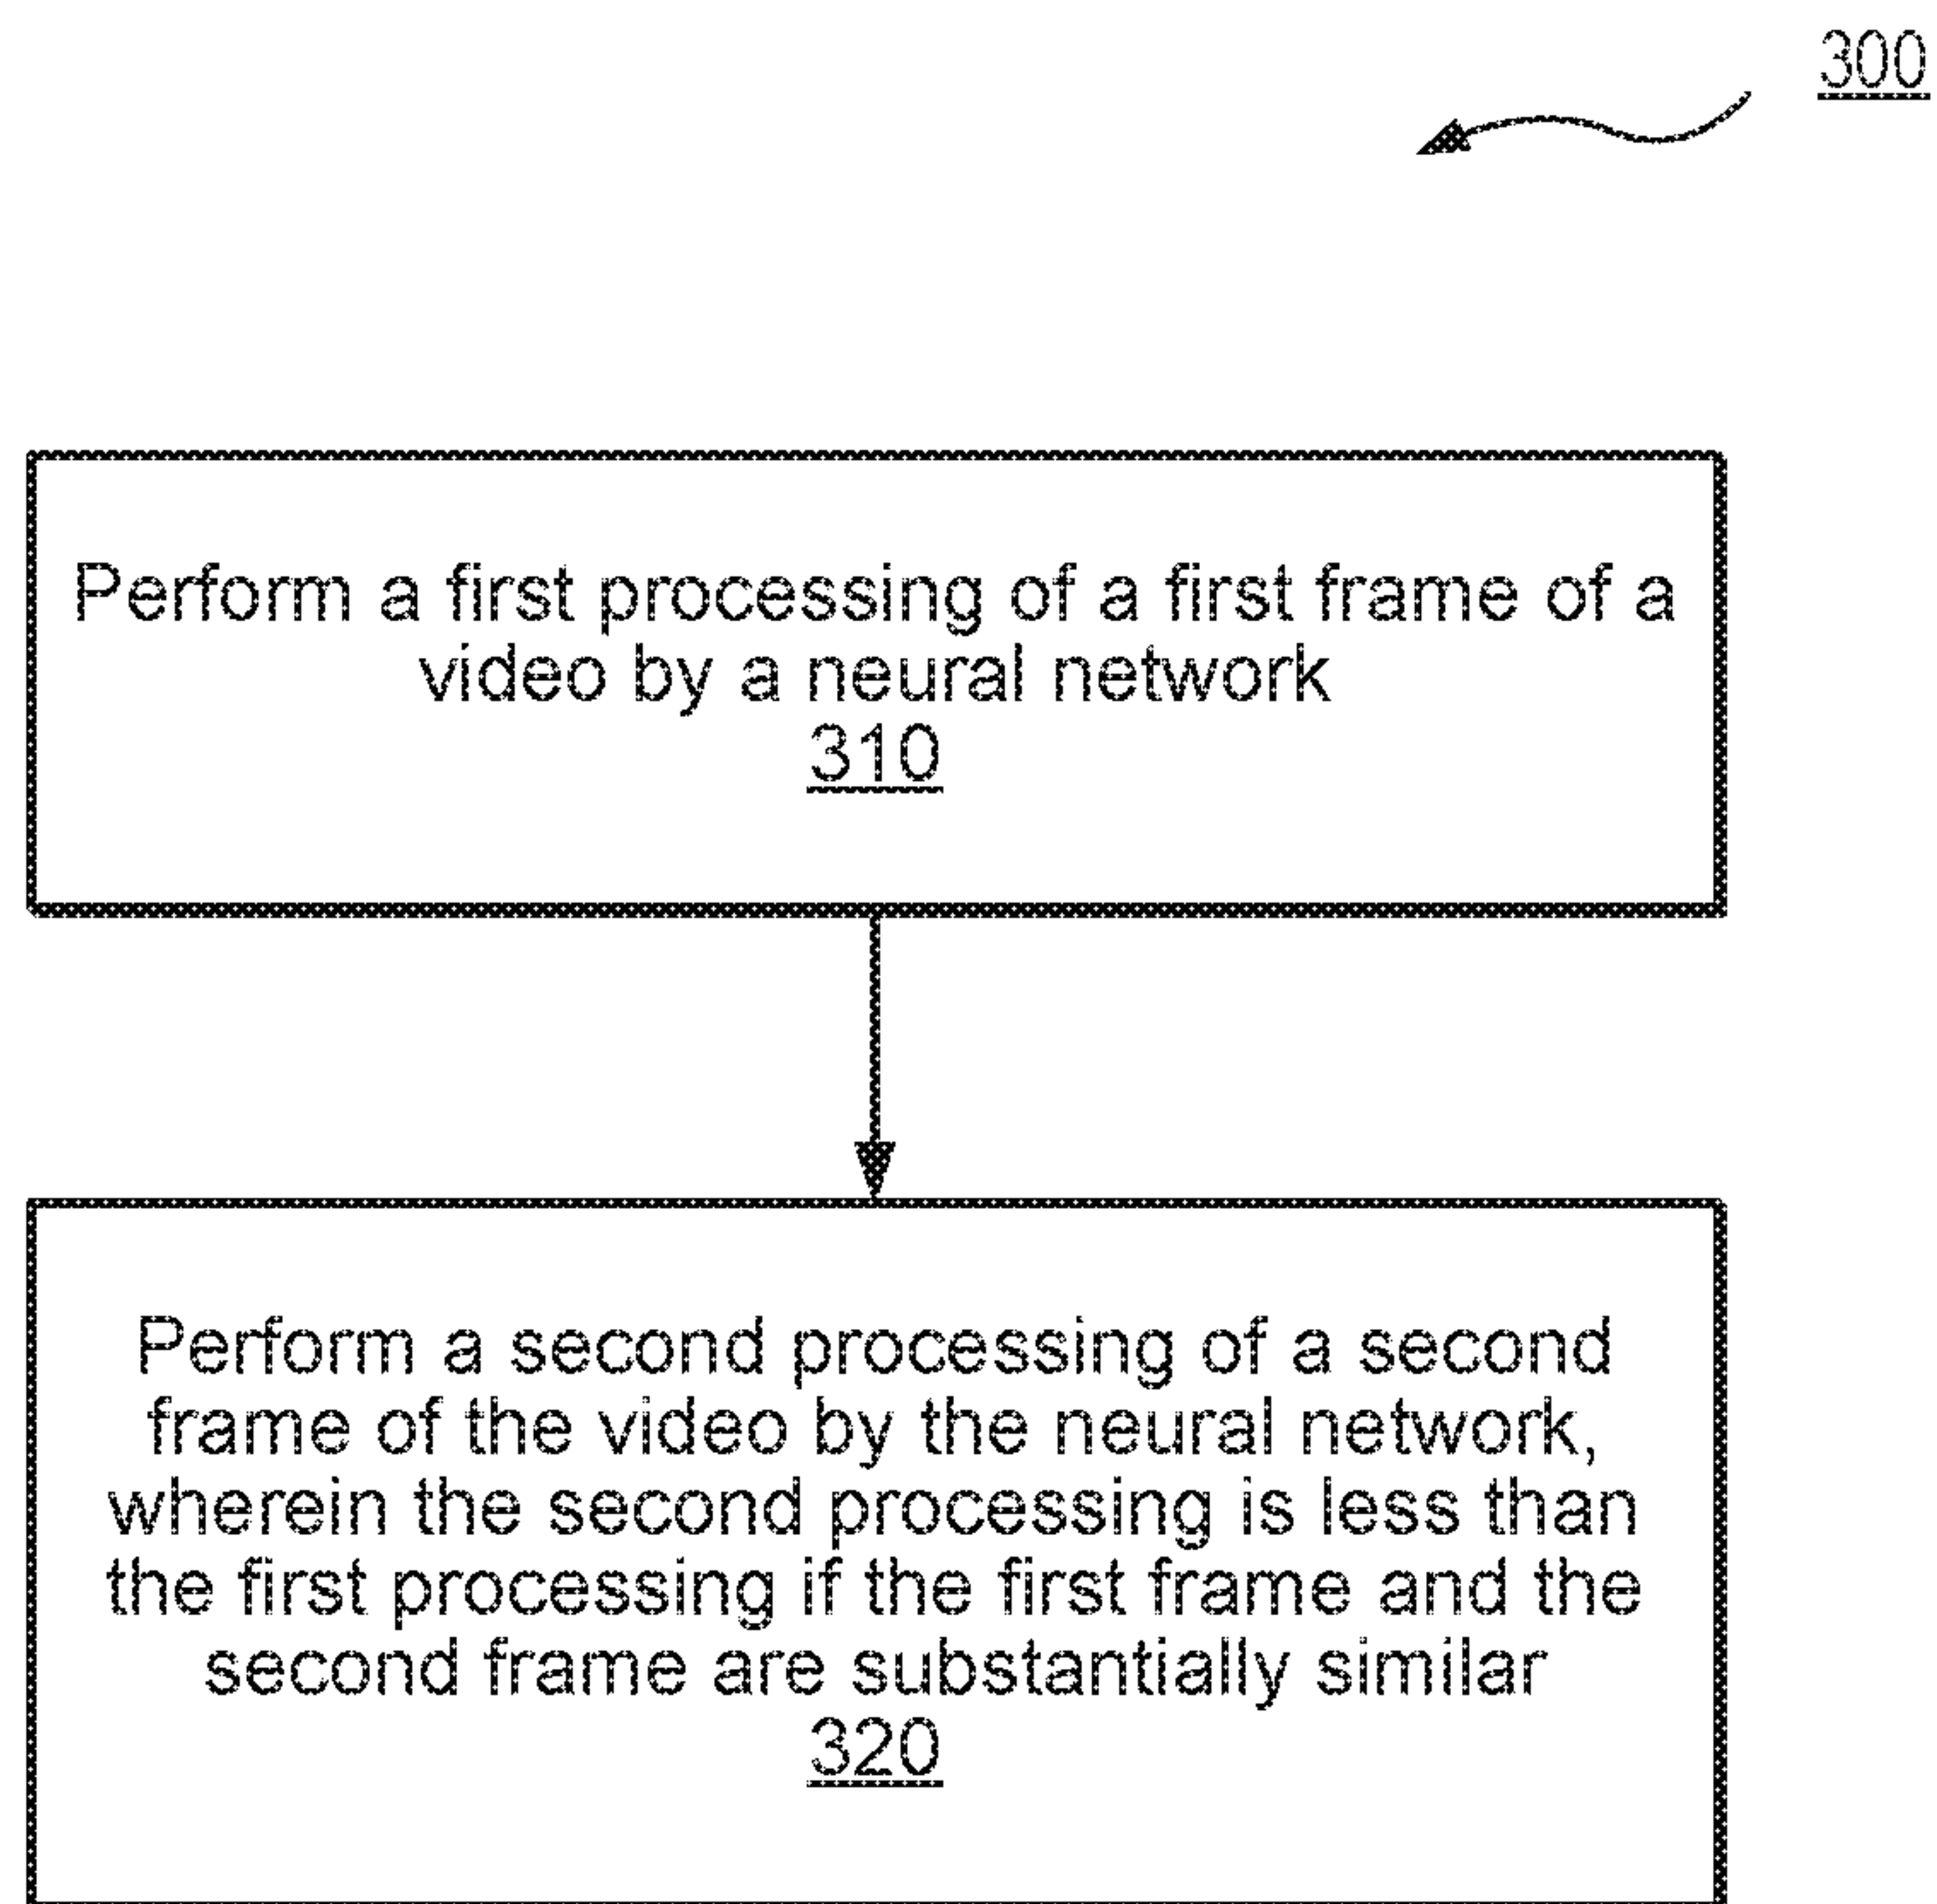 300
Perform a first processing of a first frame of a
video by a neural network
310
Perform a second processing of a second
frame of the video by the neural network,
wherein the second processing is less than
the first processing if the first frame and the
second frame are substantially similar
320